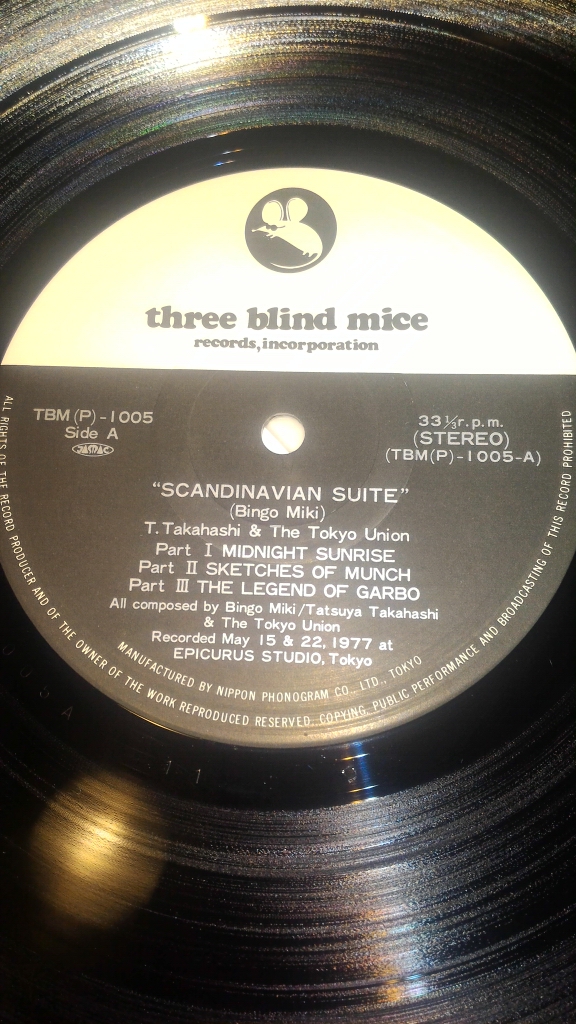 three blind mice
records, incorporation
TBM (P)-1005
Side A
JASRAC
33⅓r.p.m.
(STEREO)
(TBM(P)-1005-A)
"SCANDINAVIAN SUITE"
(Bingo Miki)
T. Takahashi & The Tokyo Union
Part I MIDNIGHT SUNRISE
Part II SKETCHES OF MUNCH
Part III THE LEGEND OF GARBO
All composed by Bingo Miki/Tatsuya Takahashi
& The Tokyo Union
Recorded May 15 & 22, 1977 at
EPICURUS STUDIO, Tokyo
MANUFACTURED BY NIPPON PHONOGRAM CO., LTD., TOKYO
ALL RIGHTS OF THE RECORD PRODUCER AND OF THE OWNER OF THE WORK REPRODUCED RESERVED. COPYING, PUBLIC PERFORMANCE AND BROADCASTING OF THIS RECORD PROHIBITED
1 1